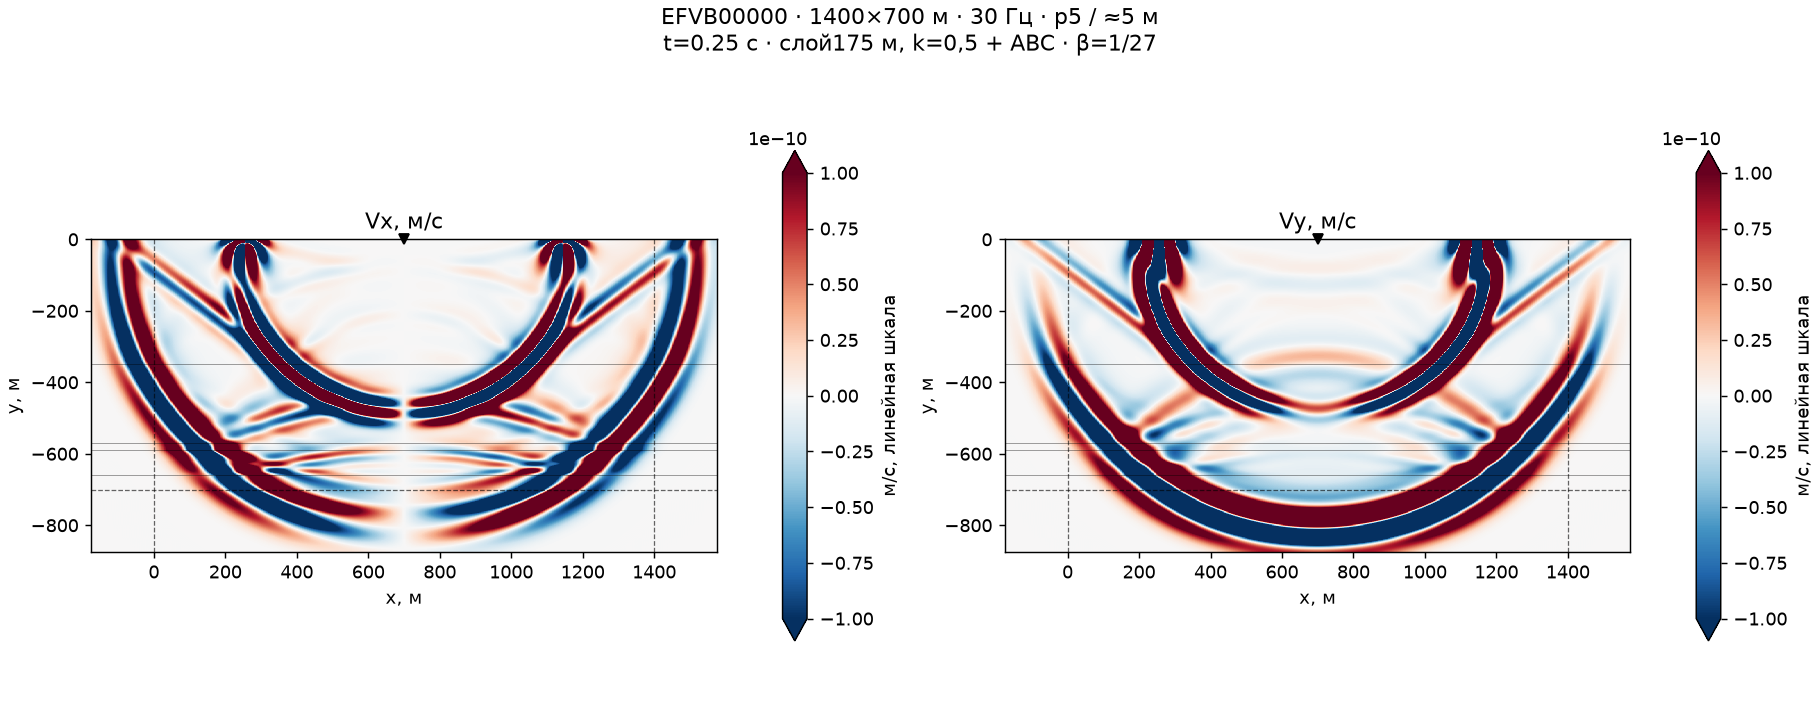 EFVB00000 · 1400×700 м · 30 Гц · p5 / ≈5 м
t=0.25 с · слой175 м, k=0,5 + ABC · β=1/27
Vx, м/с
0
−200
−400
−600
−800
y, м
0 200 400 600 800 1000 1200 1400
x, м
1e−10
1.00
0.75
0.50
0.25
0.00
−0.25
−0.50
−0.75
−1.00
м/с, линейная шкала
Vy, м/с
0
−200
−400
−600
−800
y, м
0 200 400 600 800 1000 1200 1400
x, м
1e−10
1.00
0.75
0.50
0.25
0.00
−0.25
−0.50
−0.75
−1.00
м/с, линейная шкала